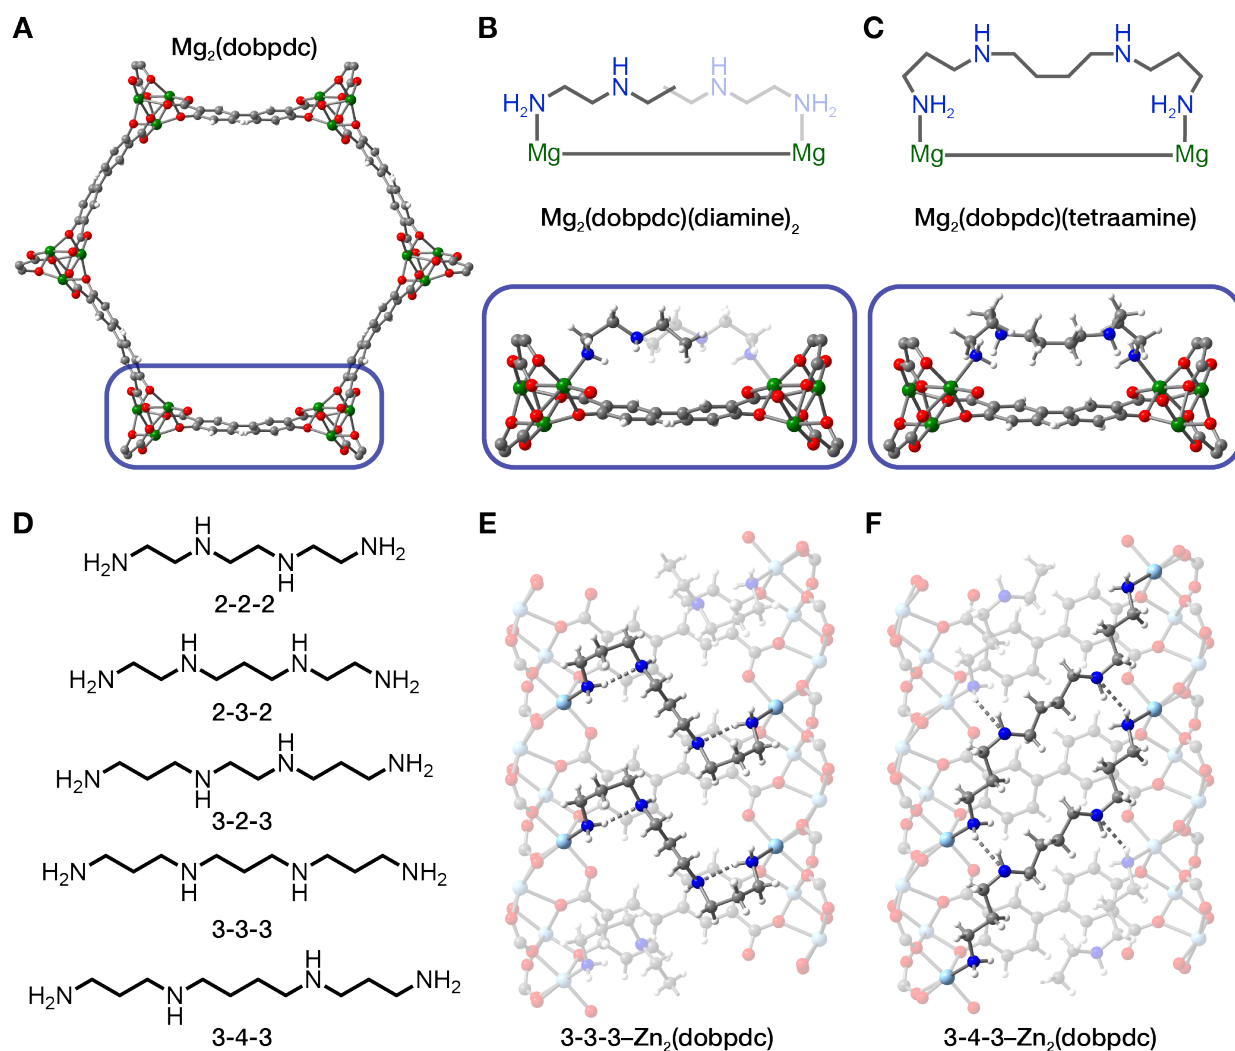 A
Mg2(dobpdc)
B
H
N
H
N
H2N
NH2
Mg
Mg
Mg2(dobpdc)(diamine)2
C
H
N
H
N
NH2
NH2
Mg
Mg
Mg2(dobpdc)(tetraamine)
D
H2N
H
N
N
H
NH2
2-2-2
H2N
H
N
H
N
NH2
2-3-2
H2N
N
H
H
N
NH2
3-2-3
H2N
N
H
N
H
NH2
3-3-3
H2N
N
H
H
N
NH2
3-4-3
E
3-3-3–Zn2(dobpdc)
F
3-4-3–Zn2(dobpdc)